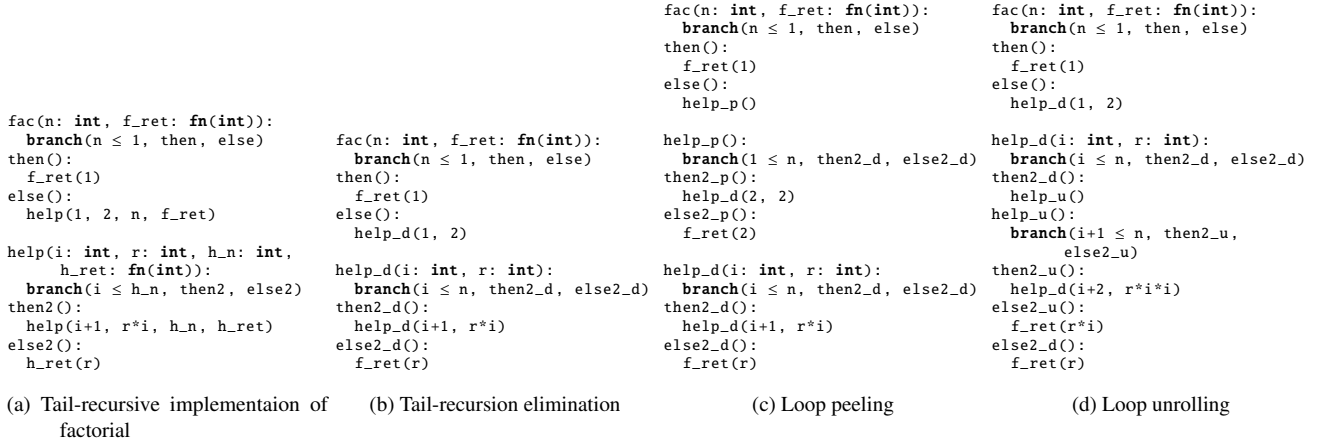 fac(n: int, f_ret: fn(int)):
  branch(n ≤ 1, then, else)
then():
  f_ret(1)
else():
  help(1, 2, n, f_ret)

help(i: int, r: int, h_n: int,
     h_ret: fn(int)):
  branch(i ≤ h_n, then2, else2)
then2():
  help(i+1, r*i, h_n, h_ret)
else2():
  h_ret(r)
(a) Tail-recursive implementaion of
factorial

fac(n: int, f_ret: fn(int)):
  branch(n ≤ 1, then, else)
then():
  f_ret(1)
else():
  help_d(1, 2)

help_d(i: int, r: int):
  branch(i ≤ n, then2_d, else2_d)
then2_d():
  help_d(i+1, r*i)
else2_d():
  f_ret(r)
(b) Tail-recursion elimination

fac(n: int, f_ret: fn(int)):
  branch(n ≤ 1, then, else)
then():
  f_ret(1)
else():
  help_p()

help_p():
  branch(1 ≤ n, then2_d, else2_d)
then2_p():
  help_d(2, 2)
else2_p():
  f_ret(2)

help_d(i: int, r: int):
  branch(i ≤ n, then2_d, else2_d)
then2_d():
  help_d(i+1, r*i)
else2_d():
  f_ret(r)
(c) Loop peeling

fac(n: int, f_ret: fn(int)):
  branch(n ≤ 1, then, else)
then():
  f_ret(1)
else():
  help_d(1, 2)

help_d(i: int, r: int):
  branch(i ≤ n, then2_d, else2_d)
then2_d():
  help_u()
help_u():
  branch(i+1 ≤ n, then2_u,
         else2_u)
then2_u():
  help_d(i+2, r*i*i)
else2_u():
  f_ret(r*i)
else2_d():
  f_ret(r)
(d) Loop unrolling